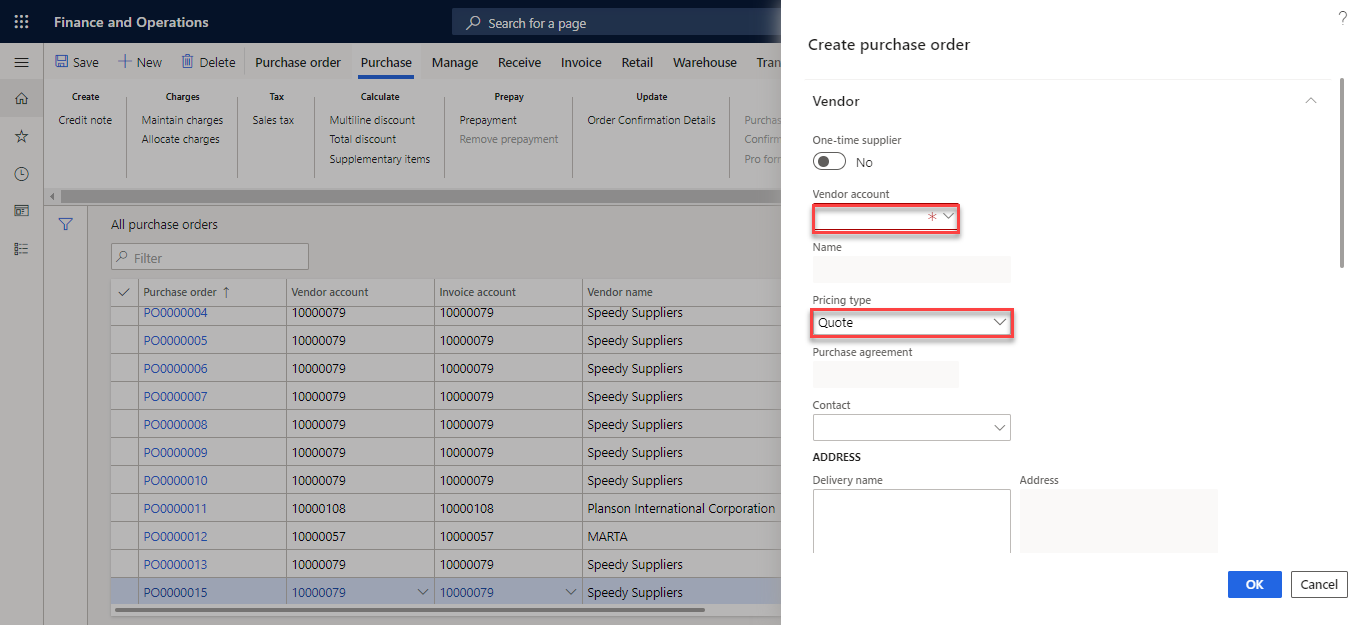 Finance and Operations
Search for a page
?
Save New Delete Purchase order Purchase Manage Receive Invoice Retail Warehouse Tran
Create Charges Tax Calculate Prepay Update
Credit note Maintain charges Sales tax Multiline discount Prepayment Order Confirmation Details Purchas
Allocate charges Total discount Remove prepayment Confirm
Supplementary items Pro form
All purchase orders
Filter
Purchase order ↑ Vendor account Invoice account Vendor name
PO0000004 10000079 10000079 Speedy Suppliers
PO0000005 10000079 10000079 Speedy Suppliers
PO0000006 10000079 10000079 Speedy Suppliers
PO0000007 10000079 10000079 Speedy Suppliers
PO0000008 10000079 10000079 Speedy Suppliers
PO0000009 10000079 10000079 Speedy Suppliers
PO0000010 10000079 10000079 Speedy Suppliers
PO0000011 10000108 10000108 Planson International Corporation
PO0000012 10000057 10000057 MARTA
PO0000013 10000079 10000079 Speedy Suppliers
PO0000015 10000079 10000079 Speedy Suppliers
Create purchase order
Vendor
One-time supplier
No
Vendor account
*
Name
Pricing type
Quote
Purchase agreement
Contact
ADDRESS
Delivery name Address
OK Cancel